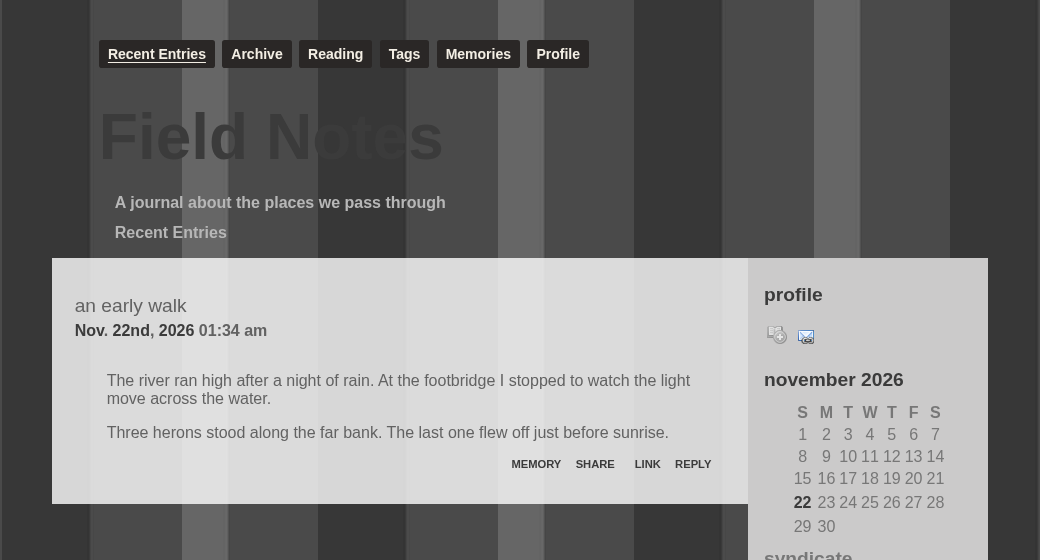 Recent Entries Archive Reading Tags Memories Profile
Field Notes
A journal about the places we pass through
Recent Entries
an early walk
Nov. 22nd, 2026 01:34 am
The river ran high after a night of rain. At the footbridge I stopped to watch the light
move across the water.
Three herons stood along the far bank. The last one flew off just before sunrise.
MEMORY SHARE LINK REPLY
profile
november 2026
S M T W T F S
1 2 3 4 5 6 7
8 9 10 11 12 13 14
15 16 17 18 19 20 21
22 23 24 25 26 27 28
29 30
syndicate